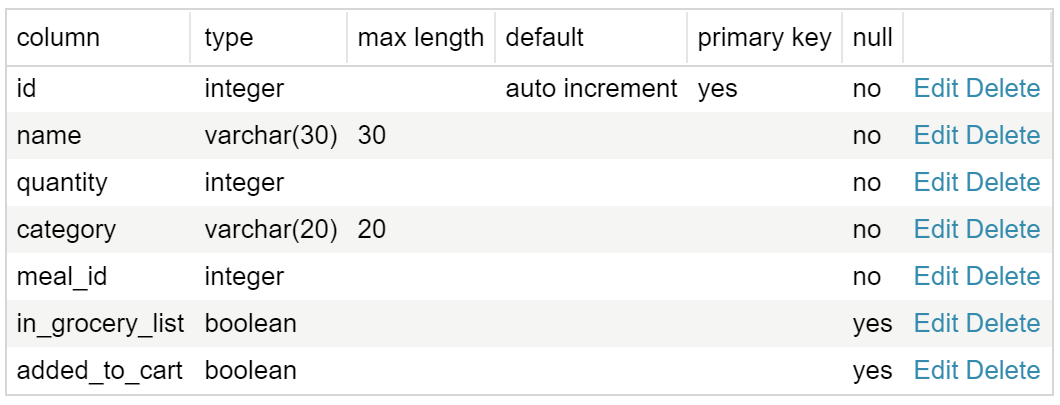 column type max length default primary key null
id integer auto increment yes no Edit Delete
name varchar(30) 30 no Edit Delete
quantity integer no Edit Delete
category varchar(20) 20 no Edit Delete
meal_id integer no Edit Delete
in_grocery_list boolean yes Edit Delete
added_to_cart boolean yes Edit Delete